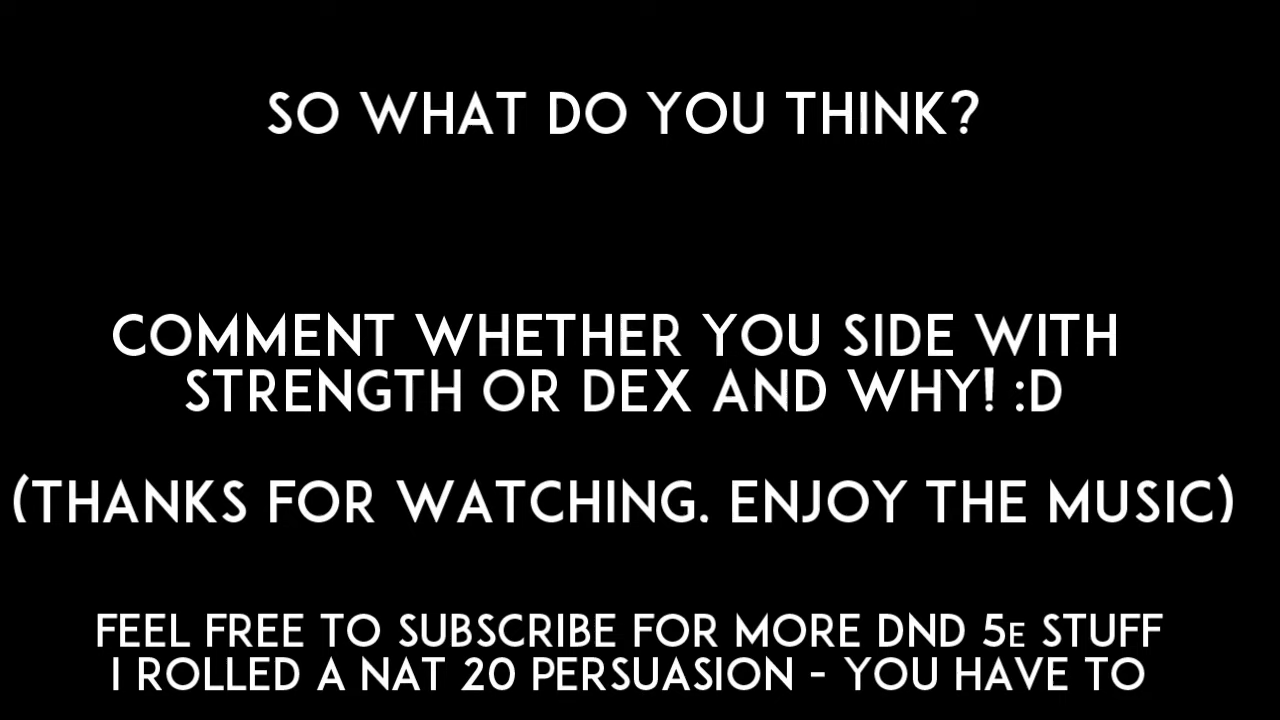 SO WHAT DO YOU THINK?
COMMENT WHETHER YOU SIDE WITH
STRENGTH OR DEX AND WHY! :D
(THANKS FOR WATCHING. ENJOY THE MUSIC)
FEEL FREE TO SUBSCRIBE FOR MORE DND 5E STUFF
I ROLLED A NAT 20 PERSUASION - YOU HAVE TO